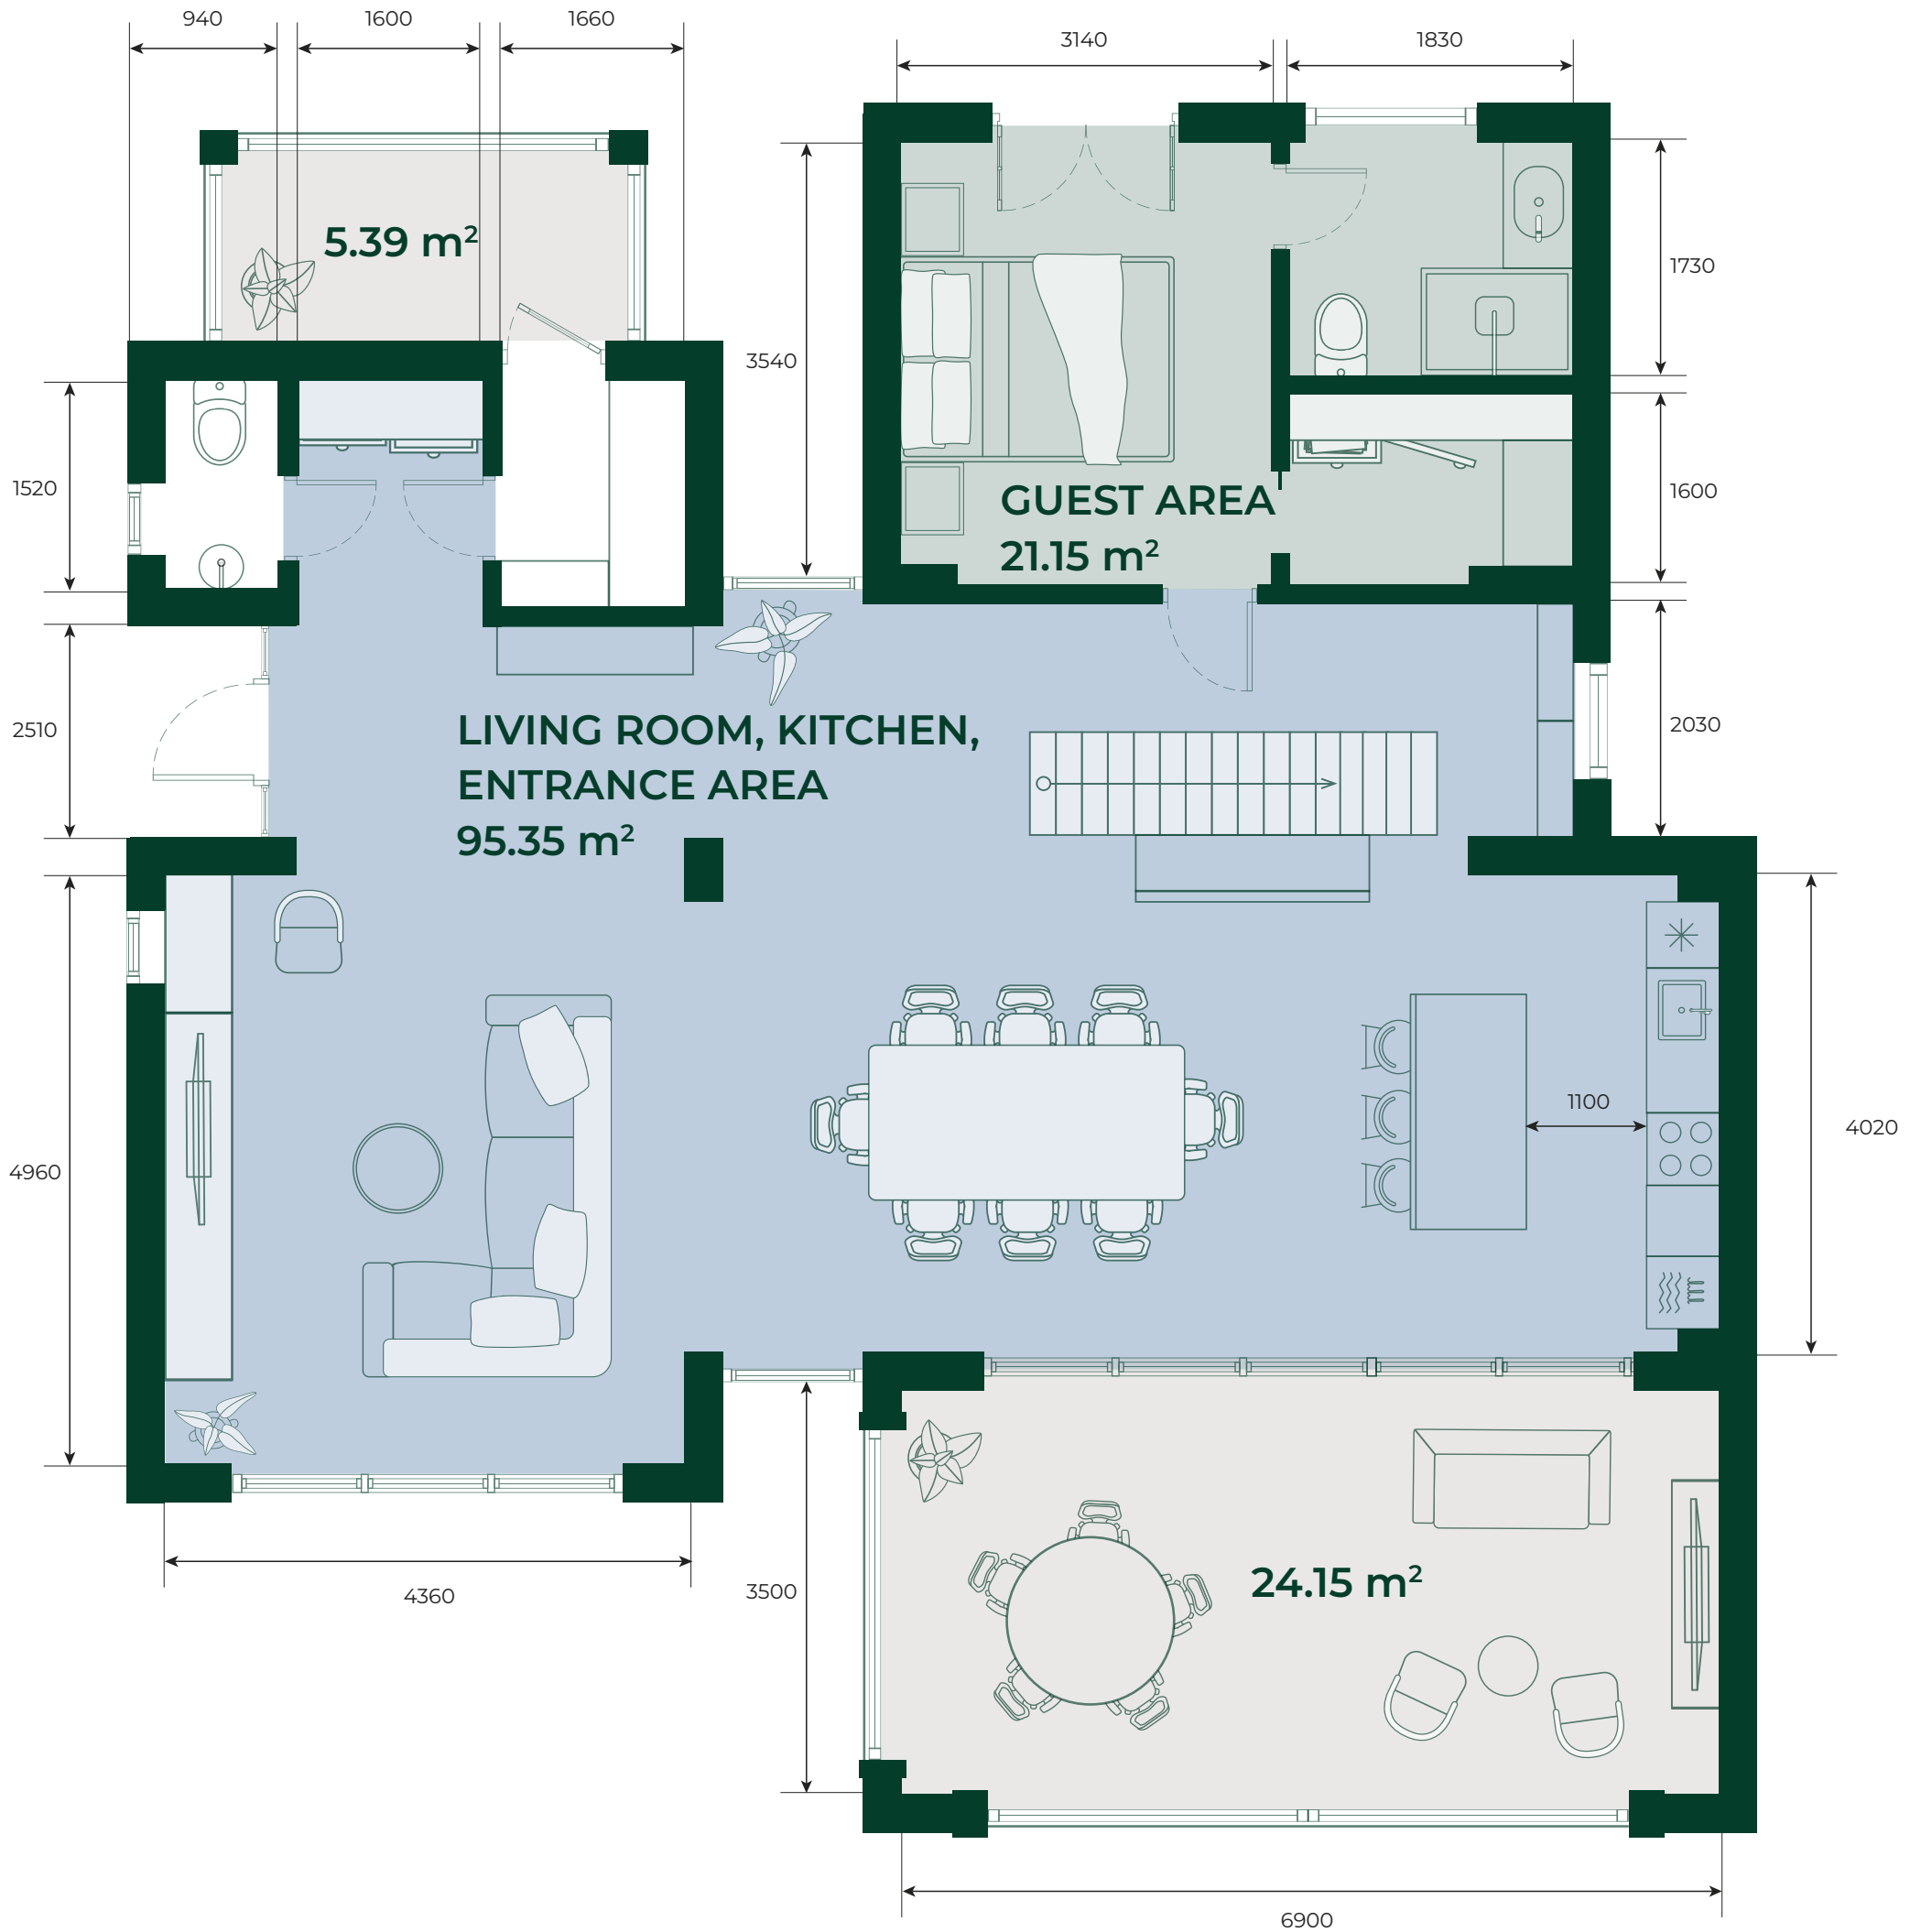 940
1600
1660
3140
1830
5.39 m²
1730
3540
1520
1600
GUEST AREA
21.15 m²
2510
2030
LIVING ROOM, KITCHEN,
ENTRANCE AREA
95.35 m²
1100
4020
4960
4360
3500
24.15 m²
6900